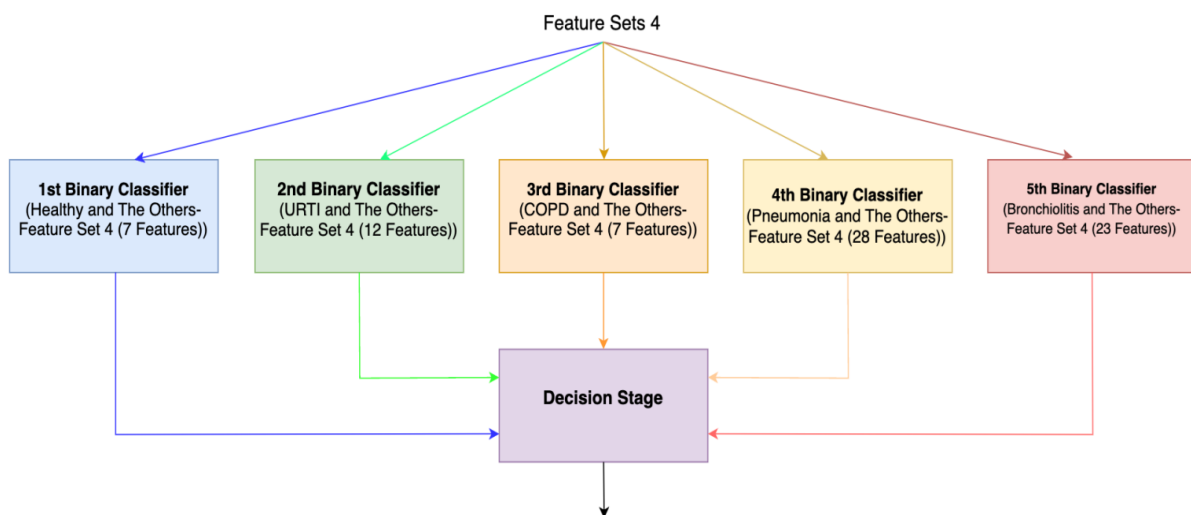 Feature Sets 4
1st Binary Classifier
(Healthy and The Others-
Feature Set 4 (7 Features))
2nd Binary Classifier
(URTI and The Others-
Feature Set 4 (12 Features))
3rd Binary Classifier
(COPD and The Others-
Feature Set 4 (7 Features))
4th Binary Classifier
(Pneumonia and The Others-
Feature Set 4 (28 Features))
5th Binary Classifier
(Bronchiolitis and The Others-
Feature Set 4 (23 Features))
Decision Stage